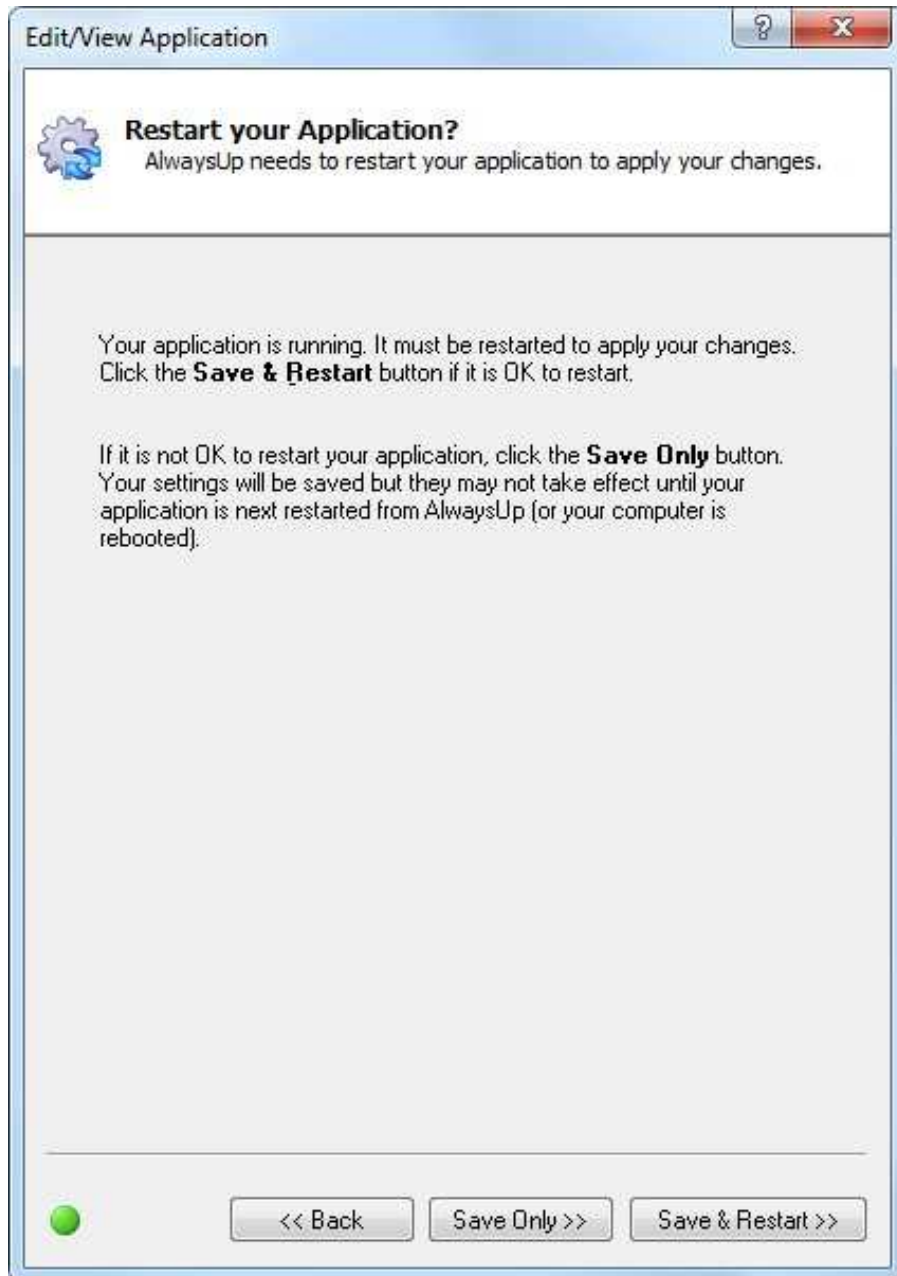 Edit/View Application
?
X
Restart your Application?
AlwaysUp needs to restart your application to apply your changes.
Your application is running. It must be restarted to apply your changes.
Click the Save & Restart button if it is OK to restart.
If it is not OK to restart your application, click the Save Only button.
Your settings will be saved but they may not take effect until your
application is next restarted from AlwaysUp (or your computer is
rebooted).
<< Back
Save Only >>
Save & Restart >>